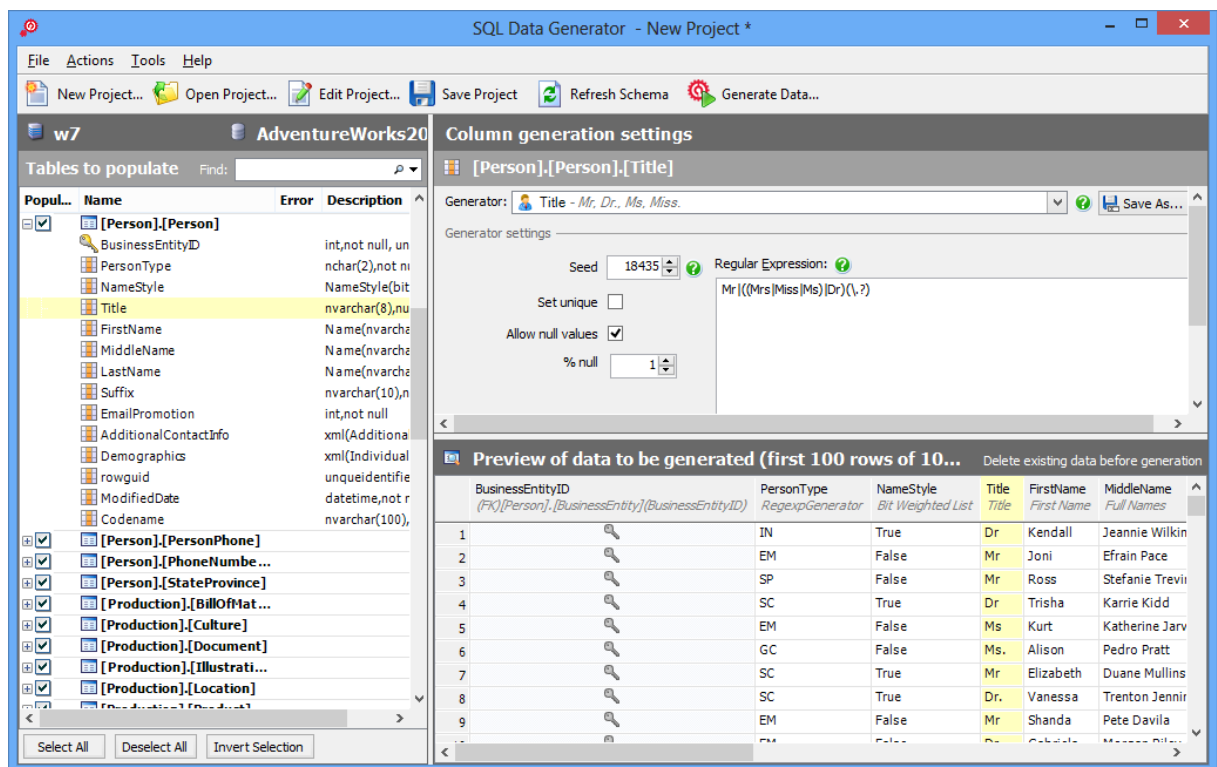 SQL Data Generator - New Project *
File Actions Tools Help
New Project... Open Project... Edit Project... Save Project Refresh Schema Generate Data...
w7 AdventureWorks20
Tables to populate Find:
Popul... Name Error Description
[Person].[Person]
BusinessEntityID int,not null, un
PersonType nchar(2),not nu
NameStyle NameStyle(bit
Title nvarchar(8),nu
FirstName Name(nvarcha
MiddleName Name(nvarcha
LastName Name(nvarcha
Suffix nvarchar(10),n
EmailPromotion int,not null
AdditionalContactInfo xml(Additiona
Demographics xml(Individual
rowguid unqueidentifie
ModifiedDate datetime,not r
Codename nvarchar(100),
[Person].[PersonPhone]
[Person].[PhoneNumbe...
[Person].[StateProvince]
[Production].[BillOfMat...
[Production].[Culture]
[Production].[Document]
[Production].[Illustrati...
[Production].[Location]
[Production].[Product]
Select All Deselect All Invert Selection
Column generation settings
[Person].[Person].[Title]
Generator: Title - Mr, Dr., Ms, Miss. Save As...
Generator settings
Seed 18435 Regular Expression:
Mr|((Mrs|Miss|Ms)|Dr)(\.?)
Set unique
Allow null values
% null 1
Preview of data to be generated (first 100 rows of 10... Delete existing data before generation
BusinessEntityID PersonType NameStyle Title FirstName MiddleName
(FK)[Person].[BusinessEntity](BusinessEntityID) RegexpGenerator Bit Weighted List Title First Name Full Names
1 IN True Dr Kendall Jeannie Wilkin
2 EM False Mr Joni Efrain Pace
3 SP False Mr Ross Stefanie Trevi
4 SC True Dr Trisha Karrie Kidd
5 EM False Ms Kurt Katherine Jarv
6 GC False Ms. Alison Pedro Pratt
7 SC True Mr Elizabeth Duane Mullins
8 SC True Dr. Vanessa Trenton Jennin
9 EM False Mr Shanda Pete Davila